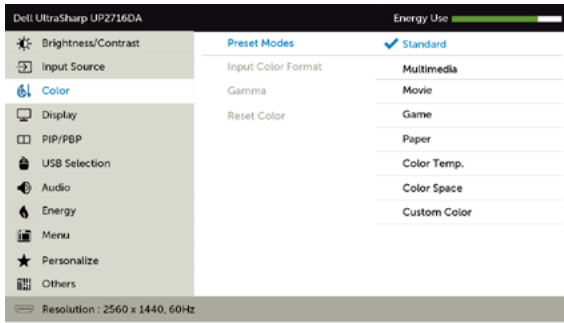 Dell UltraSharp UP2716DA
Energy Use
Brightness/Contrast
Input Source
Color
Display
PIP/PBP
USB Selection
Audio
Energy
Menu
Personalize
Others
Preset Modes
Input Color Format
Gamma
Reset Color
Standard
Multimedia
Movie
Game
Paper
Color Temp.
Color Space
Custom Color
Resolution : 2560 x 1440, 60Hz